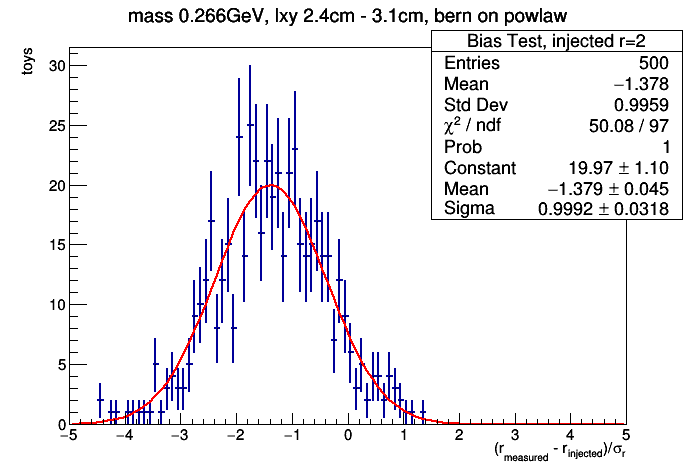 mass 0.266GeV, lxy 2.4cm - 3.1cm, bern on powlaw
Bias Test, injected r=2
Entries 500
Mean −1.378
Std Dev 0.9959
χ² / ndf 50.08 / 97
Prob 1
Constant 19.97 ± 1.10
Mean −1.379 ± 0.045
Sigma 0.9992 ± 0.0318
toys
30
25
20
15
10
5
0
−5 −4 −3 −2 −1 0 1 2 3 4 5
(r_measured - r_injected)/σ_r